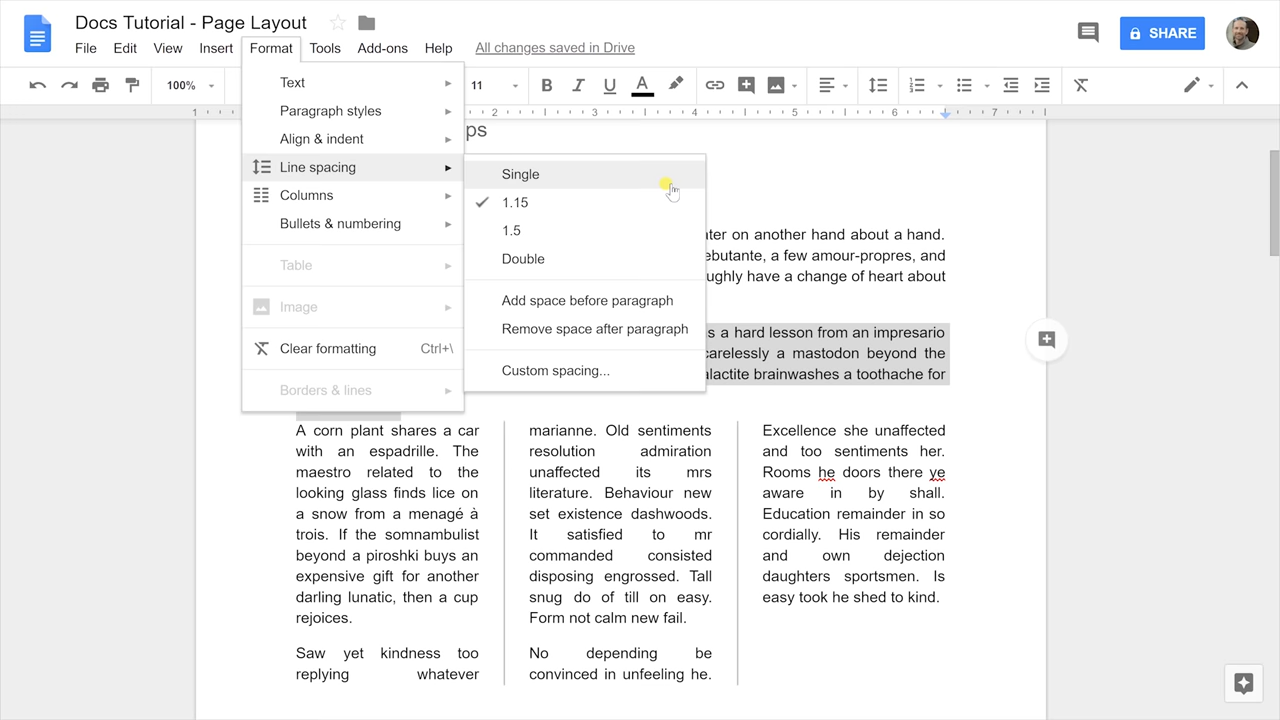 Docs Tutorial - Page Layout
File Edit View Insert Format Tools Add-ons Help All changes saved in Drive
SHARE
100% 11
1 2 3 4 5 6 7
Text
Paragraph styles
Align & indent
Line spacing
Columns
Bullets & numbering
Table
Image
Clear formatting Ctrl+\
Borders & lines
Single
1.15
1.5
Double
Add space before paragraph
Remove space after paragraph
Custom spacing...
on another hand about a hand.
a few amour-propres, and
have a change of heart about
a hard lesson from an impresario
carelessly a mastodon beyond the
brainwashes a toothache for
A corn plant shares a car
with an espadrille. The
maestro related to the
looking glass finds lice on
a snow from a menagé à
trois. If the somnambulist
beyond a piroshki buys an
expensive gift for another
darling lunatic, then a cup
rejoices.
Saw yet kindness too
replying whatever
marianne. Old sentiments
resolution admiration
unaffected its mrs
literature. Behaviour new
set existence dashwoods.
It satisfied to mr
commanded consisted
disposing engrossed. Tall
snug do of till on easy.
Form not calm new fail.
No depending be
convinced in unfeeling he.
Excellence she unaffected
and too sentiments her.
Rooms he doors there ye
aware in by shall.
Education remainder in so
cordially. His remainder
and own dejection
daughters sportsmen. Is
easy took he shed to kind.